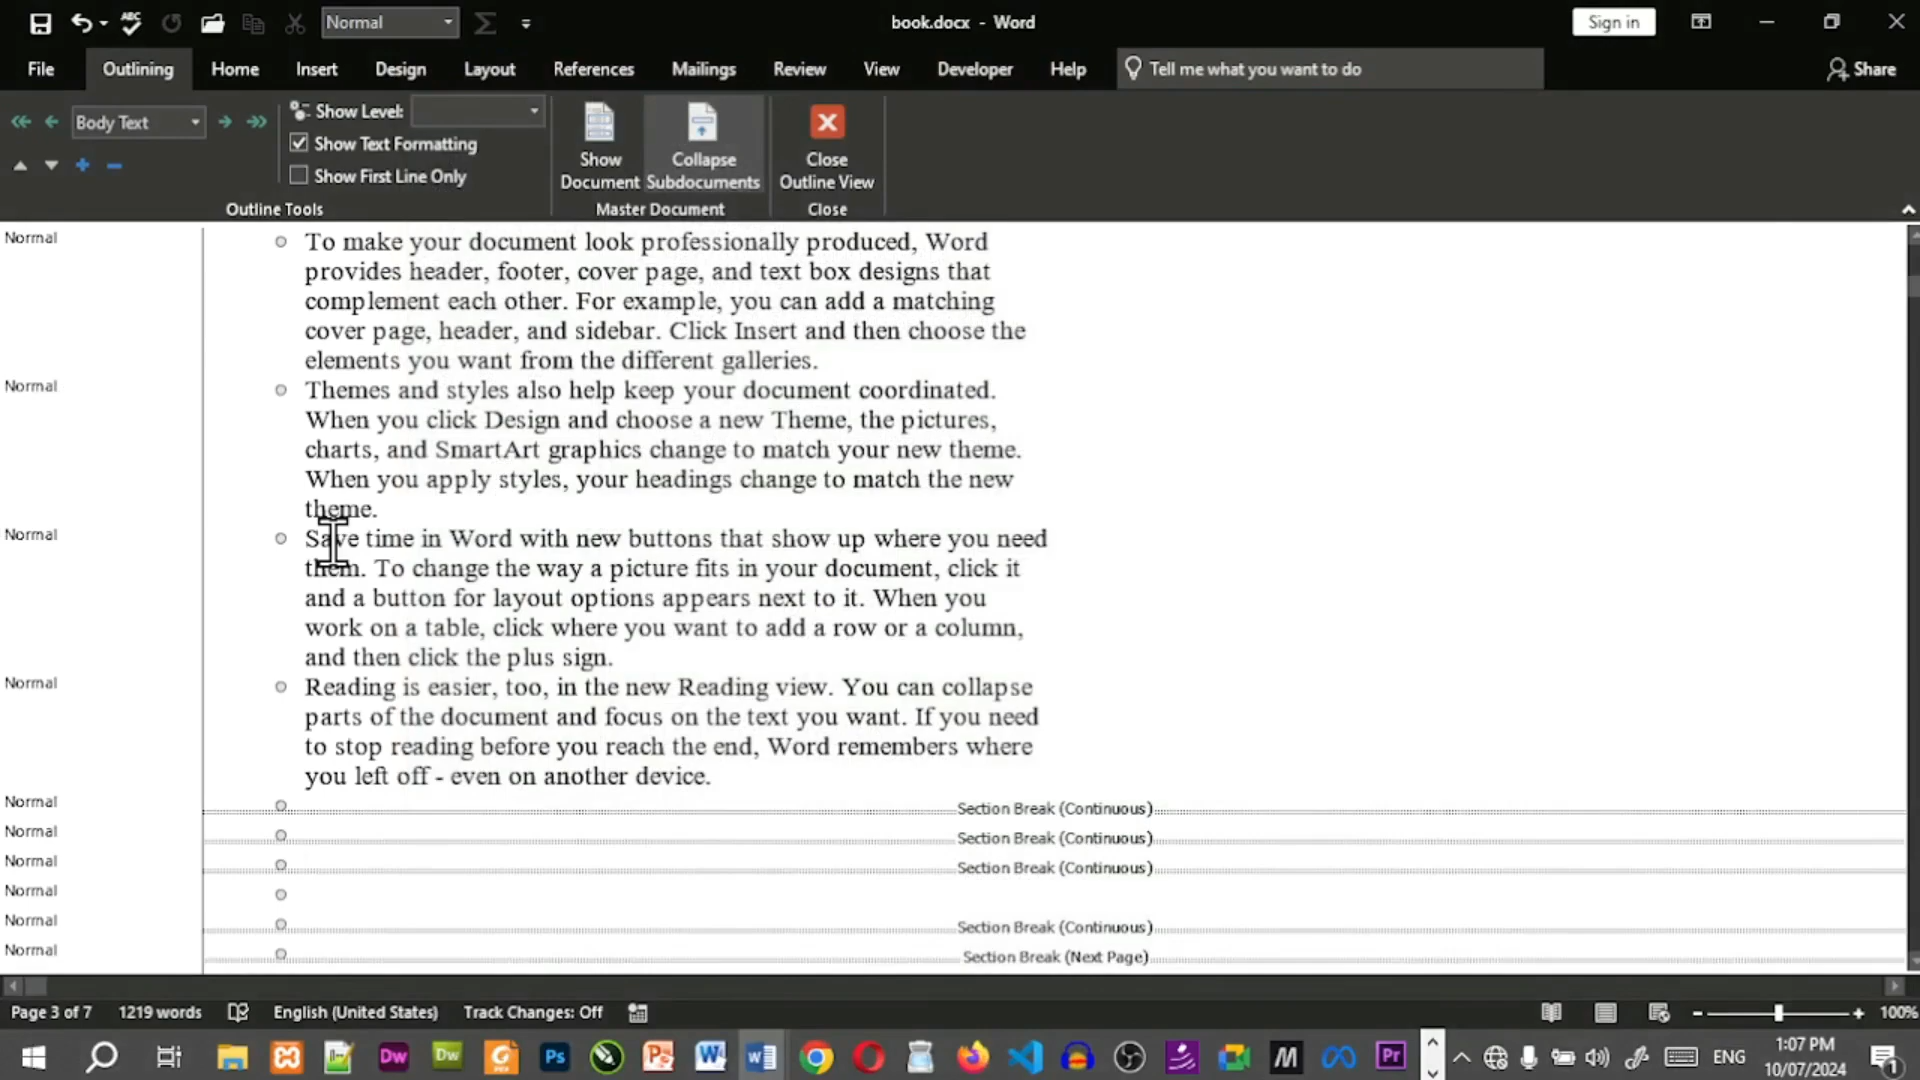 Normal
book.docx - Word
Sign in
File Outlining Home Insert Design Layout References Mailings Review View Developer Help Tell me what you want to do Share
Body Text
Show Level:
Show Text Formatting
Show First Line Only
Outline Tools
Show Document
Collapse Subdocuments
Master Document
Close Outline View
Close
Normal
To make your document look professionally produced, Word
provides header, footer, cover page, and text box designs that
complement each other. For example, you can add a matching
cover page, header, and sidebar. Click Insert and then choose the
elements you want from the different galleries.
Normal
Themes and styles also help keep your document coordinated.
When you click Design and choose a new Theme, the pictures,
charts, and SmartArt graphics change to match your new theme.
When you apply styles, your headings change to match the new
theme.
Normal
Save time in Word with new buttons that show up where you need
them. To change the way a picture fits in your document, click it
and a button for layout options appears next to it. When you
work on a table, click where you want to add a row or a column,
and then click the plus sign.
Normal
Reading is easier, too, in the new Reading view. You can collapse
parts of the document and focus on the text you want. If you need
to stop reading before you reach the end, Word remembers where
you left off - even on another device.
Normal
Section Break (Continuous)
Normal
Section Break (Continuous)
Normal
Section Break (Continuous)
Normal
Normal
Section Break (Continuous)
Normal
Section Break (Next Page)
Page 3 of 7 1219 words English (United States) Track Changes: Off 100%
Dw Dw Ps ENG 1:07 PM
Pr 10/07/2024 1